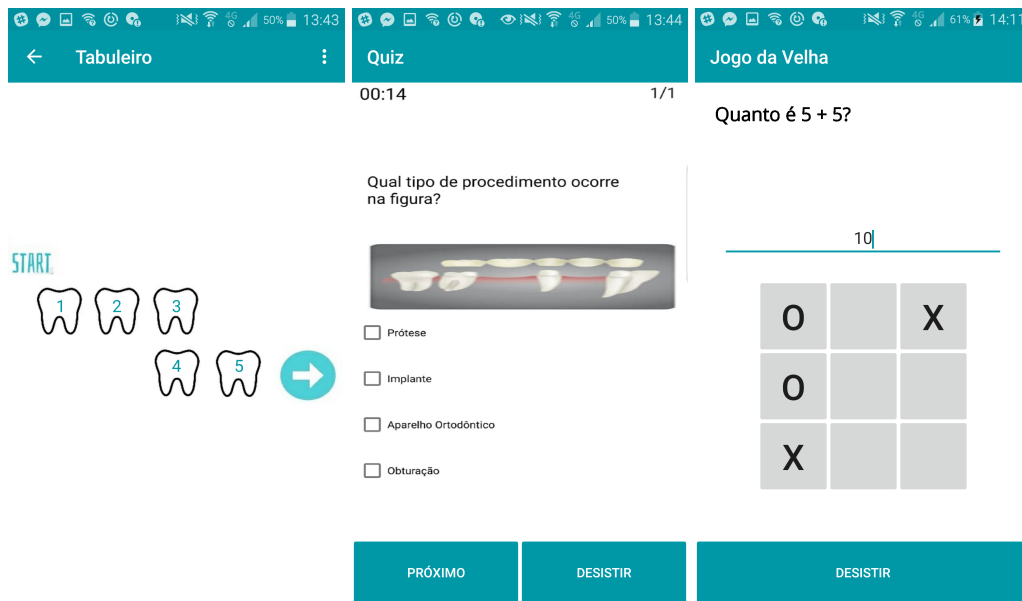 4G 50% 13:43
Tabuleiro
START
1 2 3
4 5
4G 50% 13:44
Quiz
00:14 1/1
Qual tipo de procedimento ocorre
na figura?
Prótese
Implante
Aparelho Ortodôntico
Obturação
PRÓXIMO DESISTIR
4G 61% 14:11
Jogo da Velha
Quanto é 5 + 5?
10
O X
O
X
DESISTIR